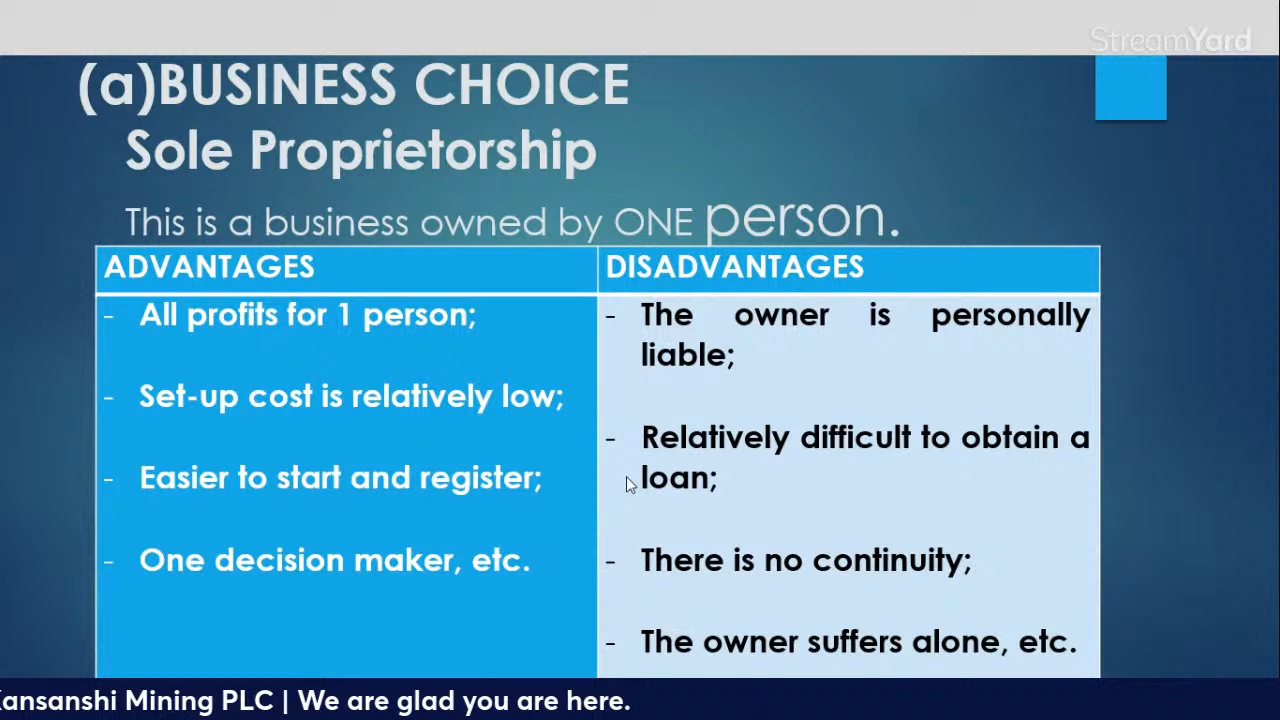 StreamYard
(a)BUSINESS CHOICE
Sole Proprietorship
This is a business owned by ONE person.
ADVANTAGES
- All profits for 1 person;
- Set-up cost is relatively low;
- Easier to start and register;
- One decision maker, etc.
DISADVANTAGES
- The owner is personally
liable;
- Relatively difficult to obtain a
loan;
- There is no continuity;
- The owner suffers alone, etc.
ansanshi Mining PLC | We are glad you are here.